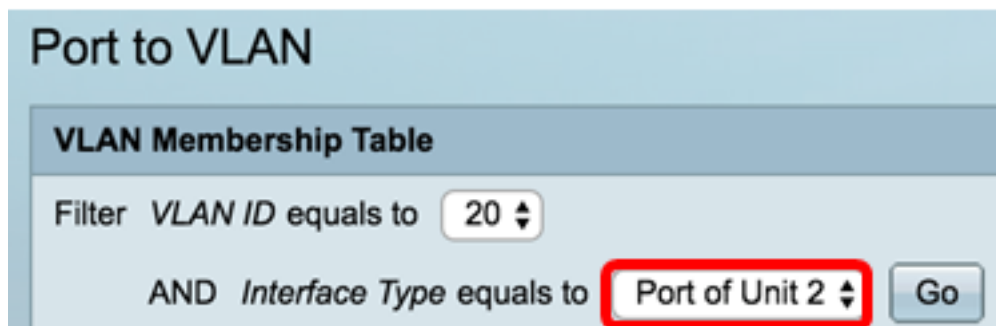 Port to VLAN
VLAN Membership Table
Filter VLAN ID equals to 20
AND Interface Type equals to Port of Unit 2 Go